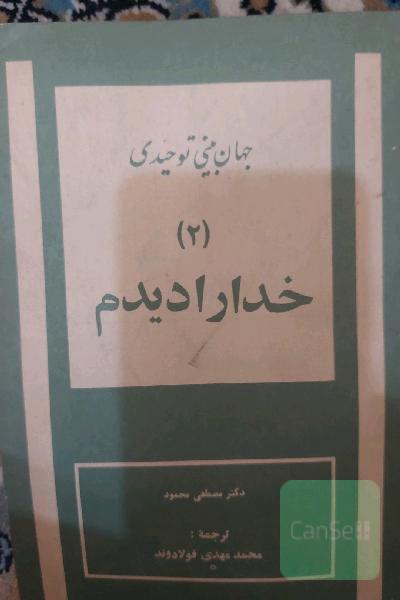 جهان بینی توحیدی
(۲)
خدا را دیدم
دکتر مصطفی محمود
ترجمهٔ :
محمد مهدی فولادوند
CanSell